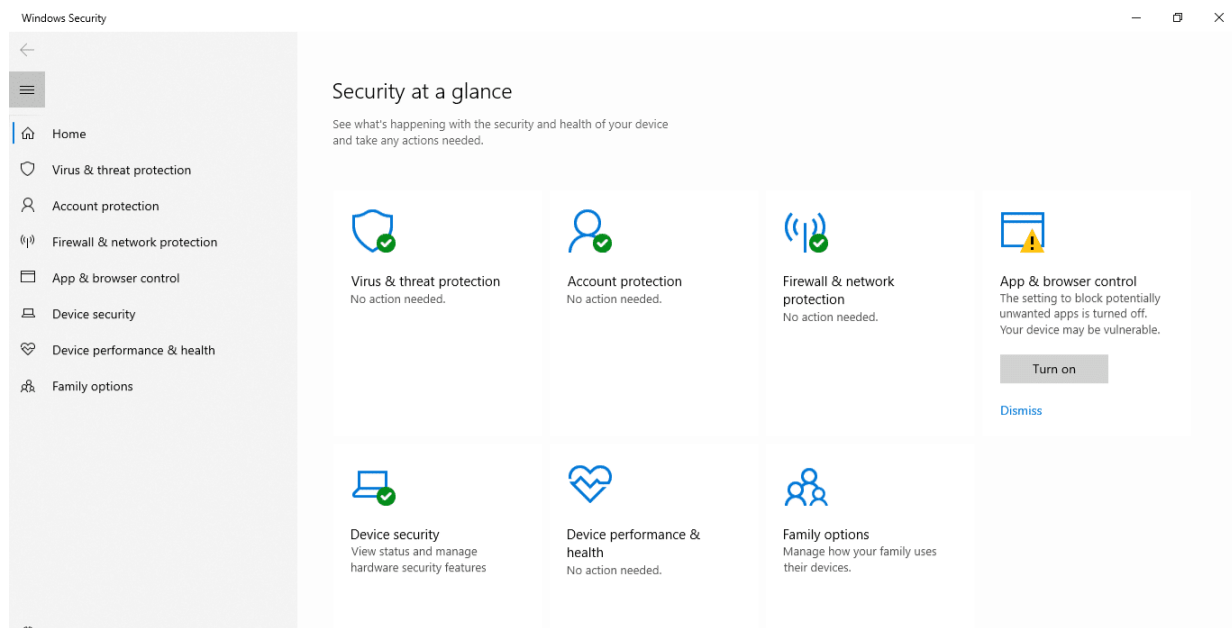 Windows Security
Home
Virus & threat protection
Account protection
Firewall & network protection
App & browser control
Device security
Device performance & health
Family options
Security at a glance
See what's happening with the security and health of your device
and take any actions needed.
Virus & threat protection
No action needed.
Account protection
No action needed.
Firewall & network
protection
No action needed.
App & browser control
The setting to block potentially
unwanted apps is turned off.
Your device may be vulnerable.
Turn on
Dismiss
Device security
View status and manage
hardware security features
Device performance &
health
No action needed.
Family options
Manage how your family uses
their devices.